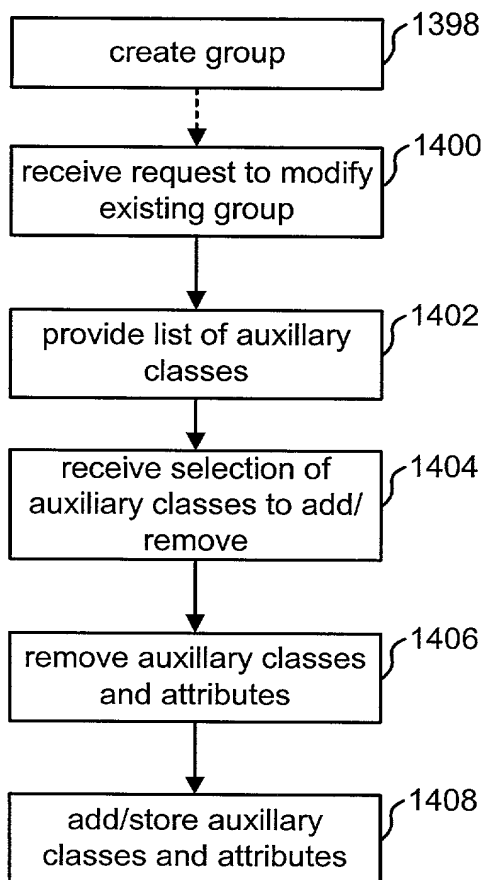 1398
create group
1400
receive request to modify
existing group
1402
provide list of auxillary
classes
1404
receive selection of
auxiliary classes to add/
remove
1406
remove auxillary classes
and attributes
1408
add/store auxillary
classes and attributes